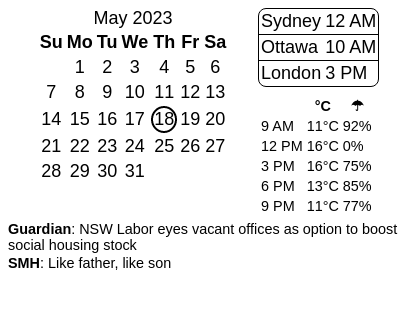 May 2023
Su Mo Tu We Th Fr Sa
1 2 3 4 5 6
7 8 9 10 11 12 13
14 15 16 17 18 19 20
21 22 23 24 25 26 27
28 29 30 31
Sydney 12 AM
Ottawa 10 AM
London 3 PM
°C ☂
9 AM 11°C 92%
12 PM 16°C 0%
3 PM 16°C 75%
6 PM 13°C 85%
9 PM 11°C 77%
Guardian: NSW Labor eyes vacant offices as option to boost
social housing stock
SMH: Like father, like son